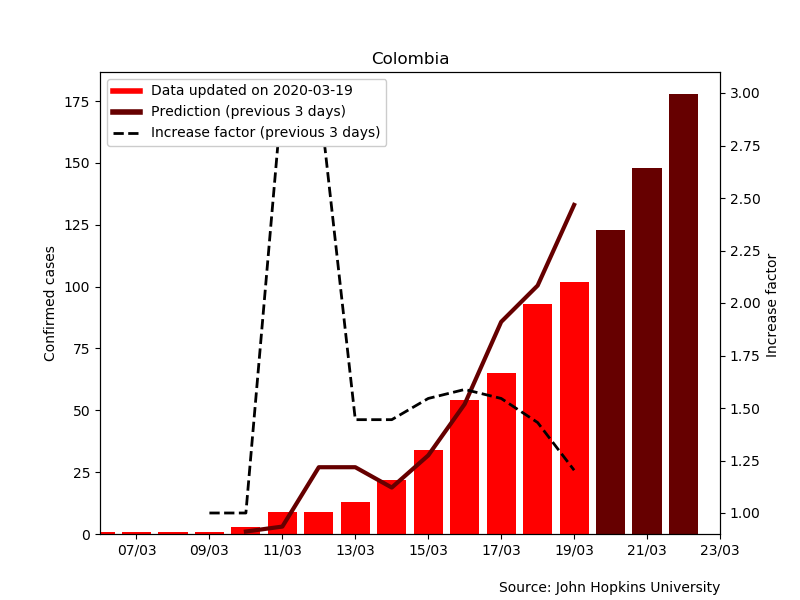 Colombia
Data updated on 2020-03-19
Prediction (previous 3 days)
Increase factor (previous 3 days)
Confirmed cases
175
150
125
100
75
50
25
0
3.00
2.75
2.50
2.25
2.00
1.75
1.50
1.25
1.00
Increase factor
07/03 09/03 11/03 13/03 15/03 17/03 19/03 21/03 23/03
Source: John Hopkins University